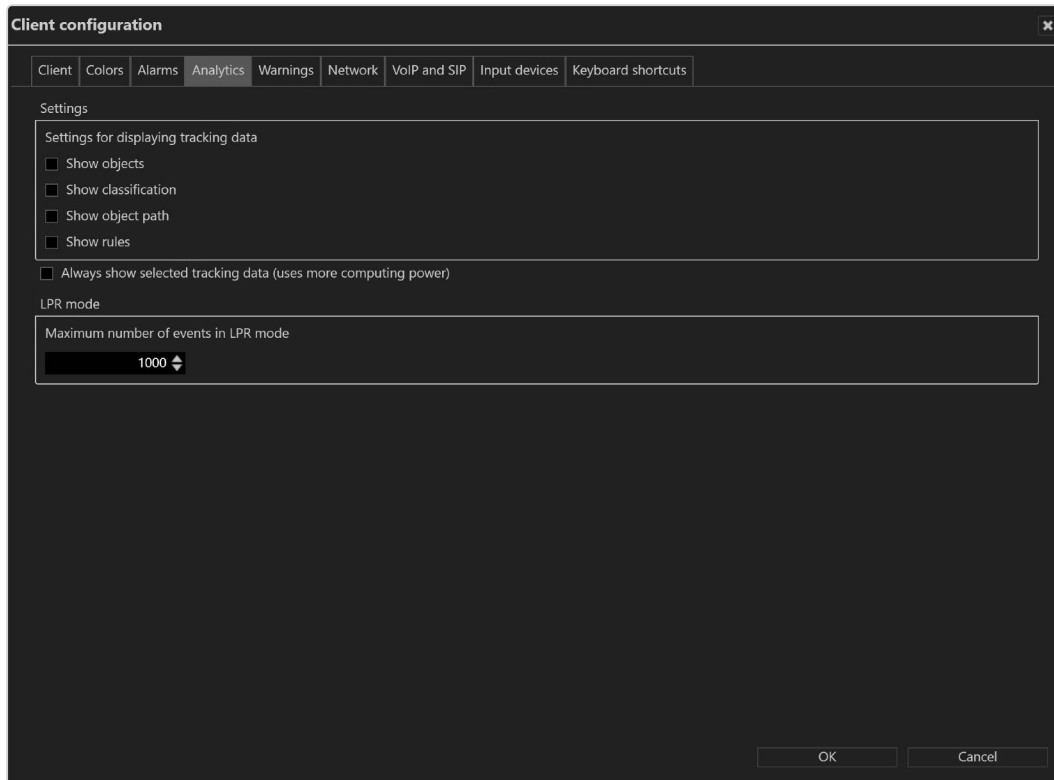 Client configuration
Client Colors Alarms Analytics Warnings Network VoIP and SIP Input devices Keyboard shortcuts
Settings
Settings for displaying tracking data
Show objects
Show classification
Show object path
Show rules
Always show selected tracking data (uses more computing power)
LPR mode
Maximum number of events in LPR mode
1000
OK Cancel